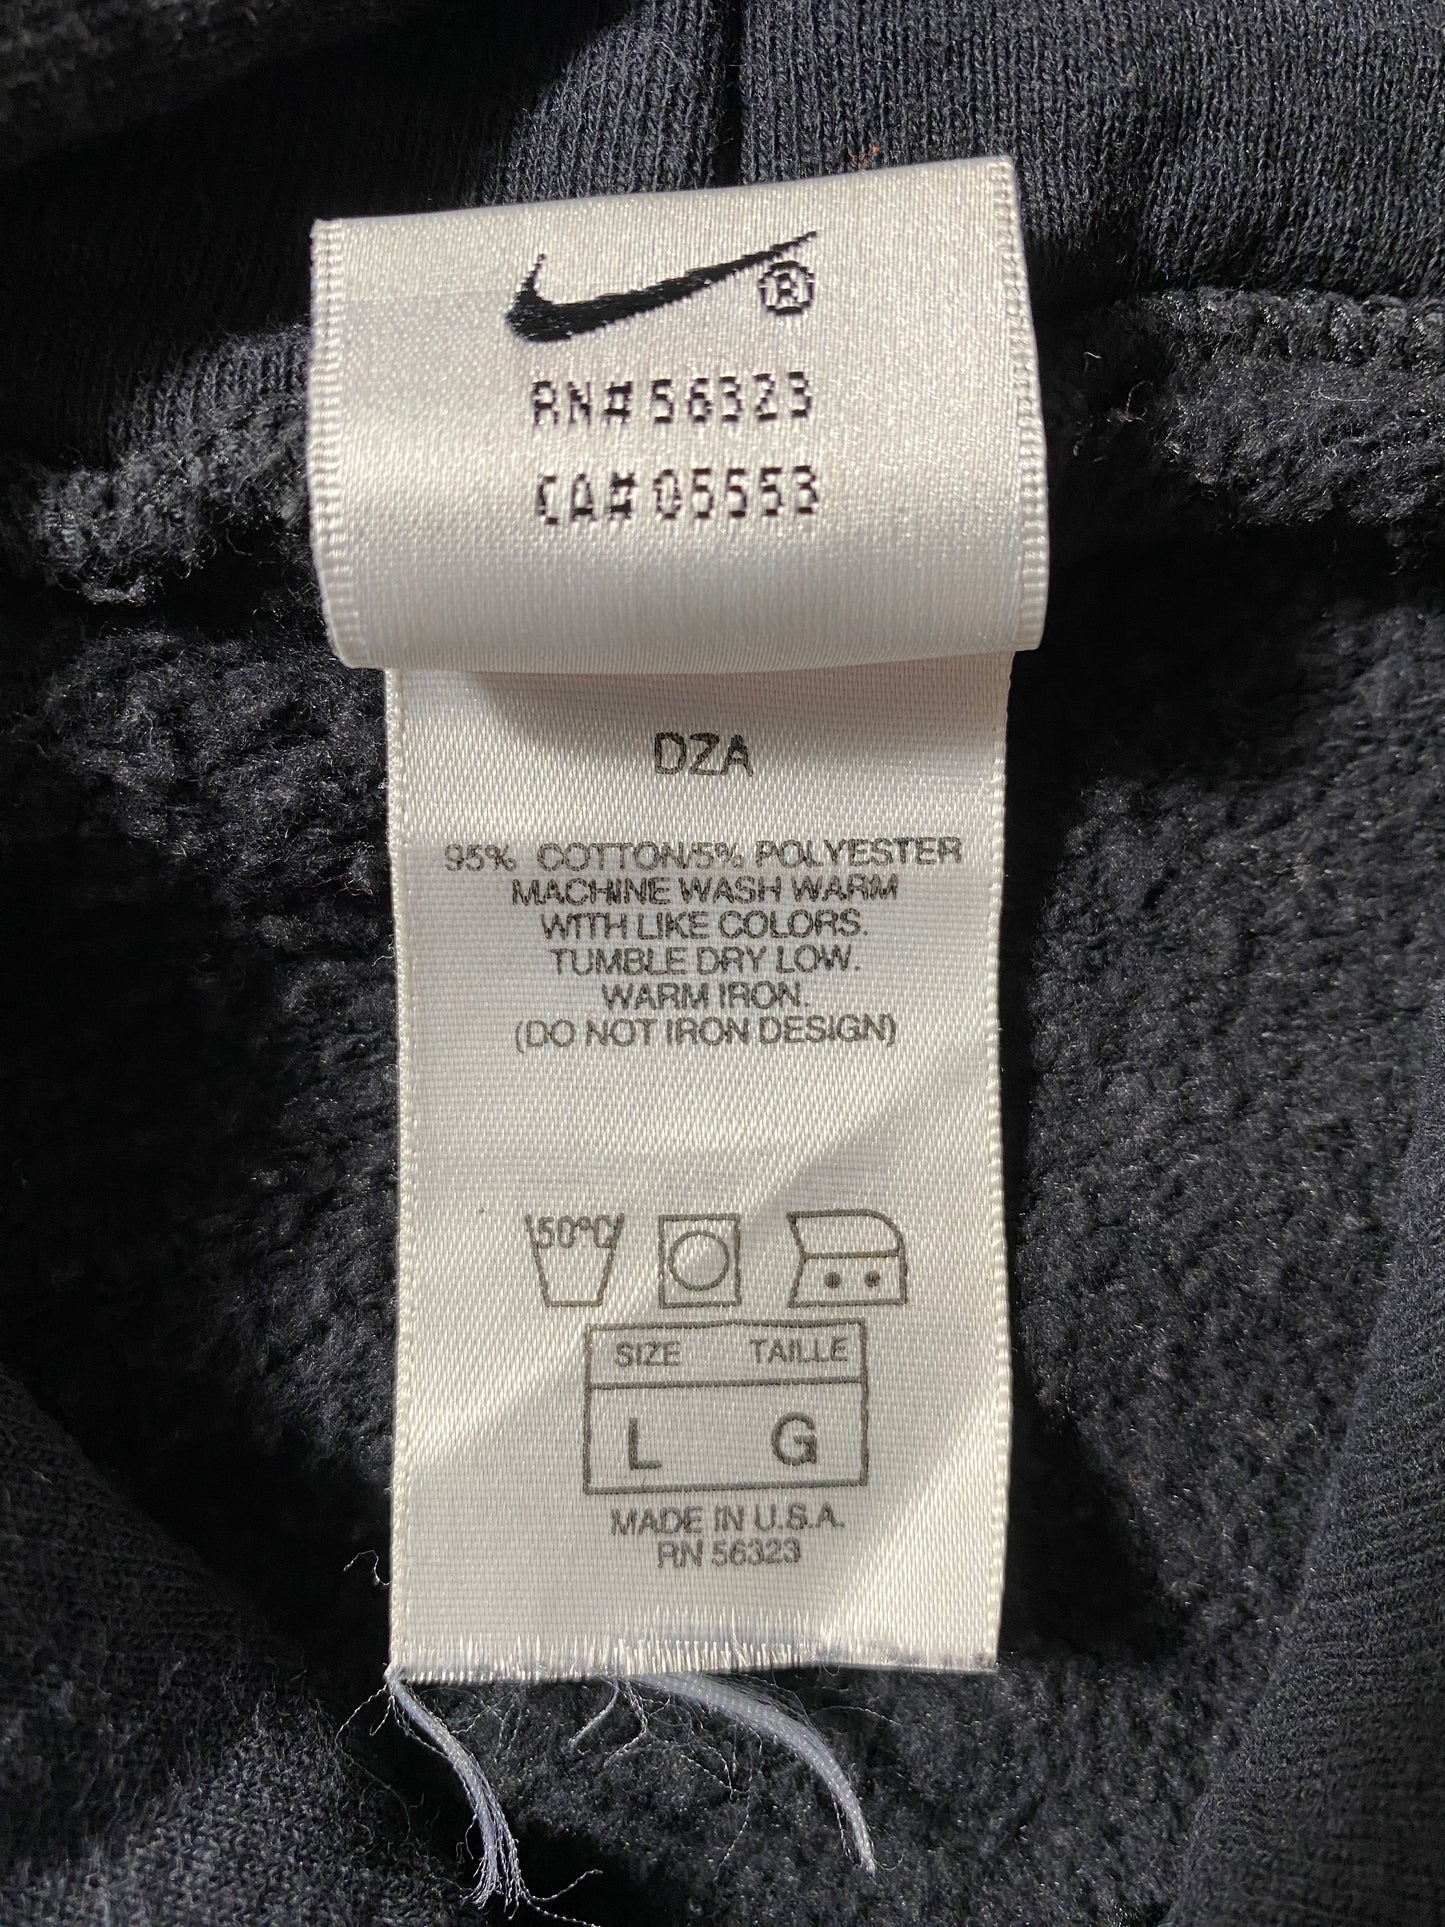 ®
RN# 56323
CA# 05553
DZA
95% COTTON/5% POLYESTER
MACHINE WASH WARM
WITH LIKE COLORS.
TUMBLE DRY LOW.
WARM IRON.
(DO NOT IRON DESIGN)
50°C
SIZE TAILLE
L G
MADE IN U.S.A.
RN 56323